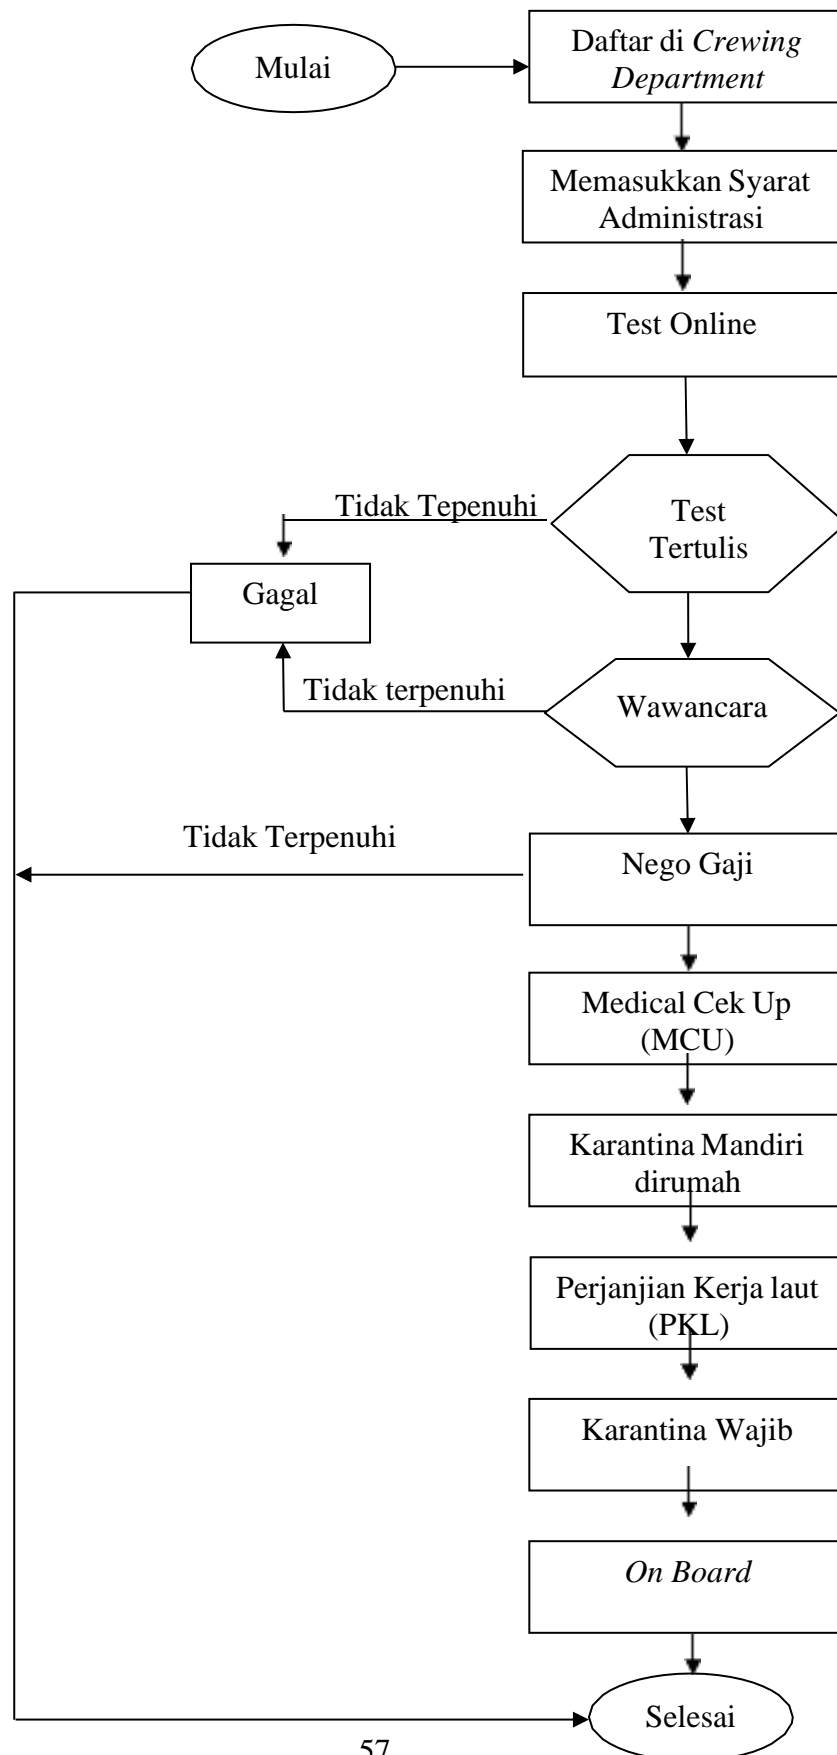 Mulai
Daftar di Crewing
Department
Memasukkan Syarat
Administrasi
Test Online
Tidak Tepenuhi
Test
Tertulis
Gagal
Tidak terpenuhi
Wawancara
Tidak Terpenuhi
Nego Gaji
Medical Cek Up
(MCU)
Karantina Mandiri
dirumah
Perjanjian Kerja laut
(PKL)
Karantina Wajib
On Board
Selesai
57